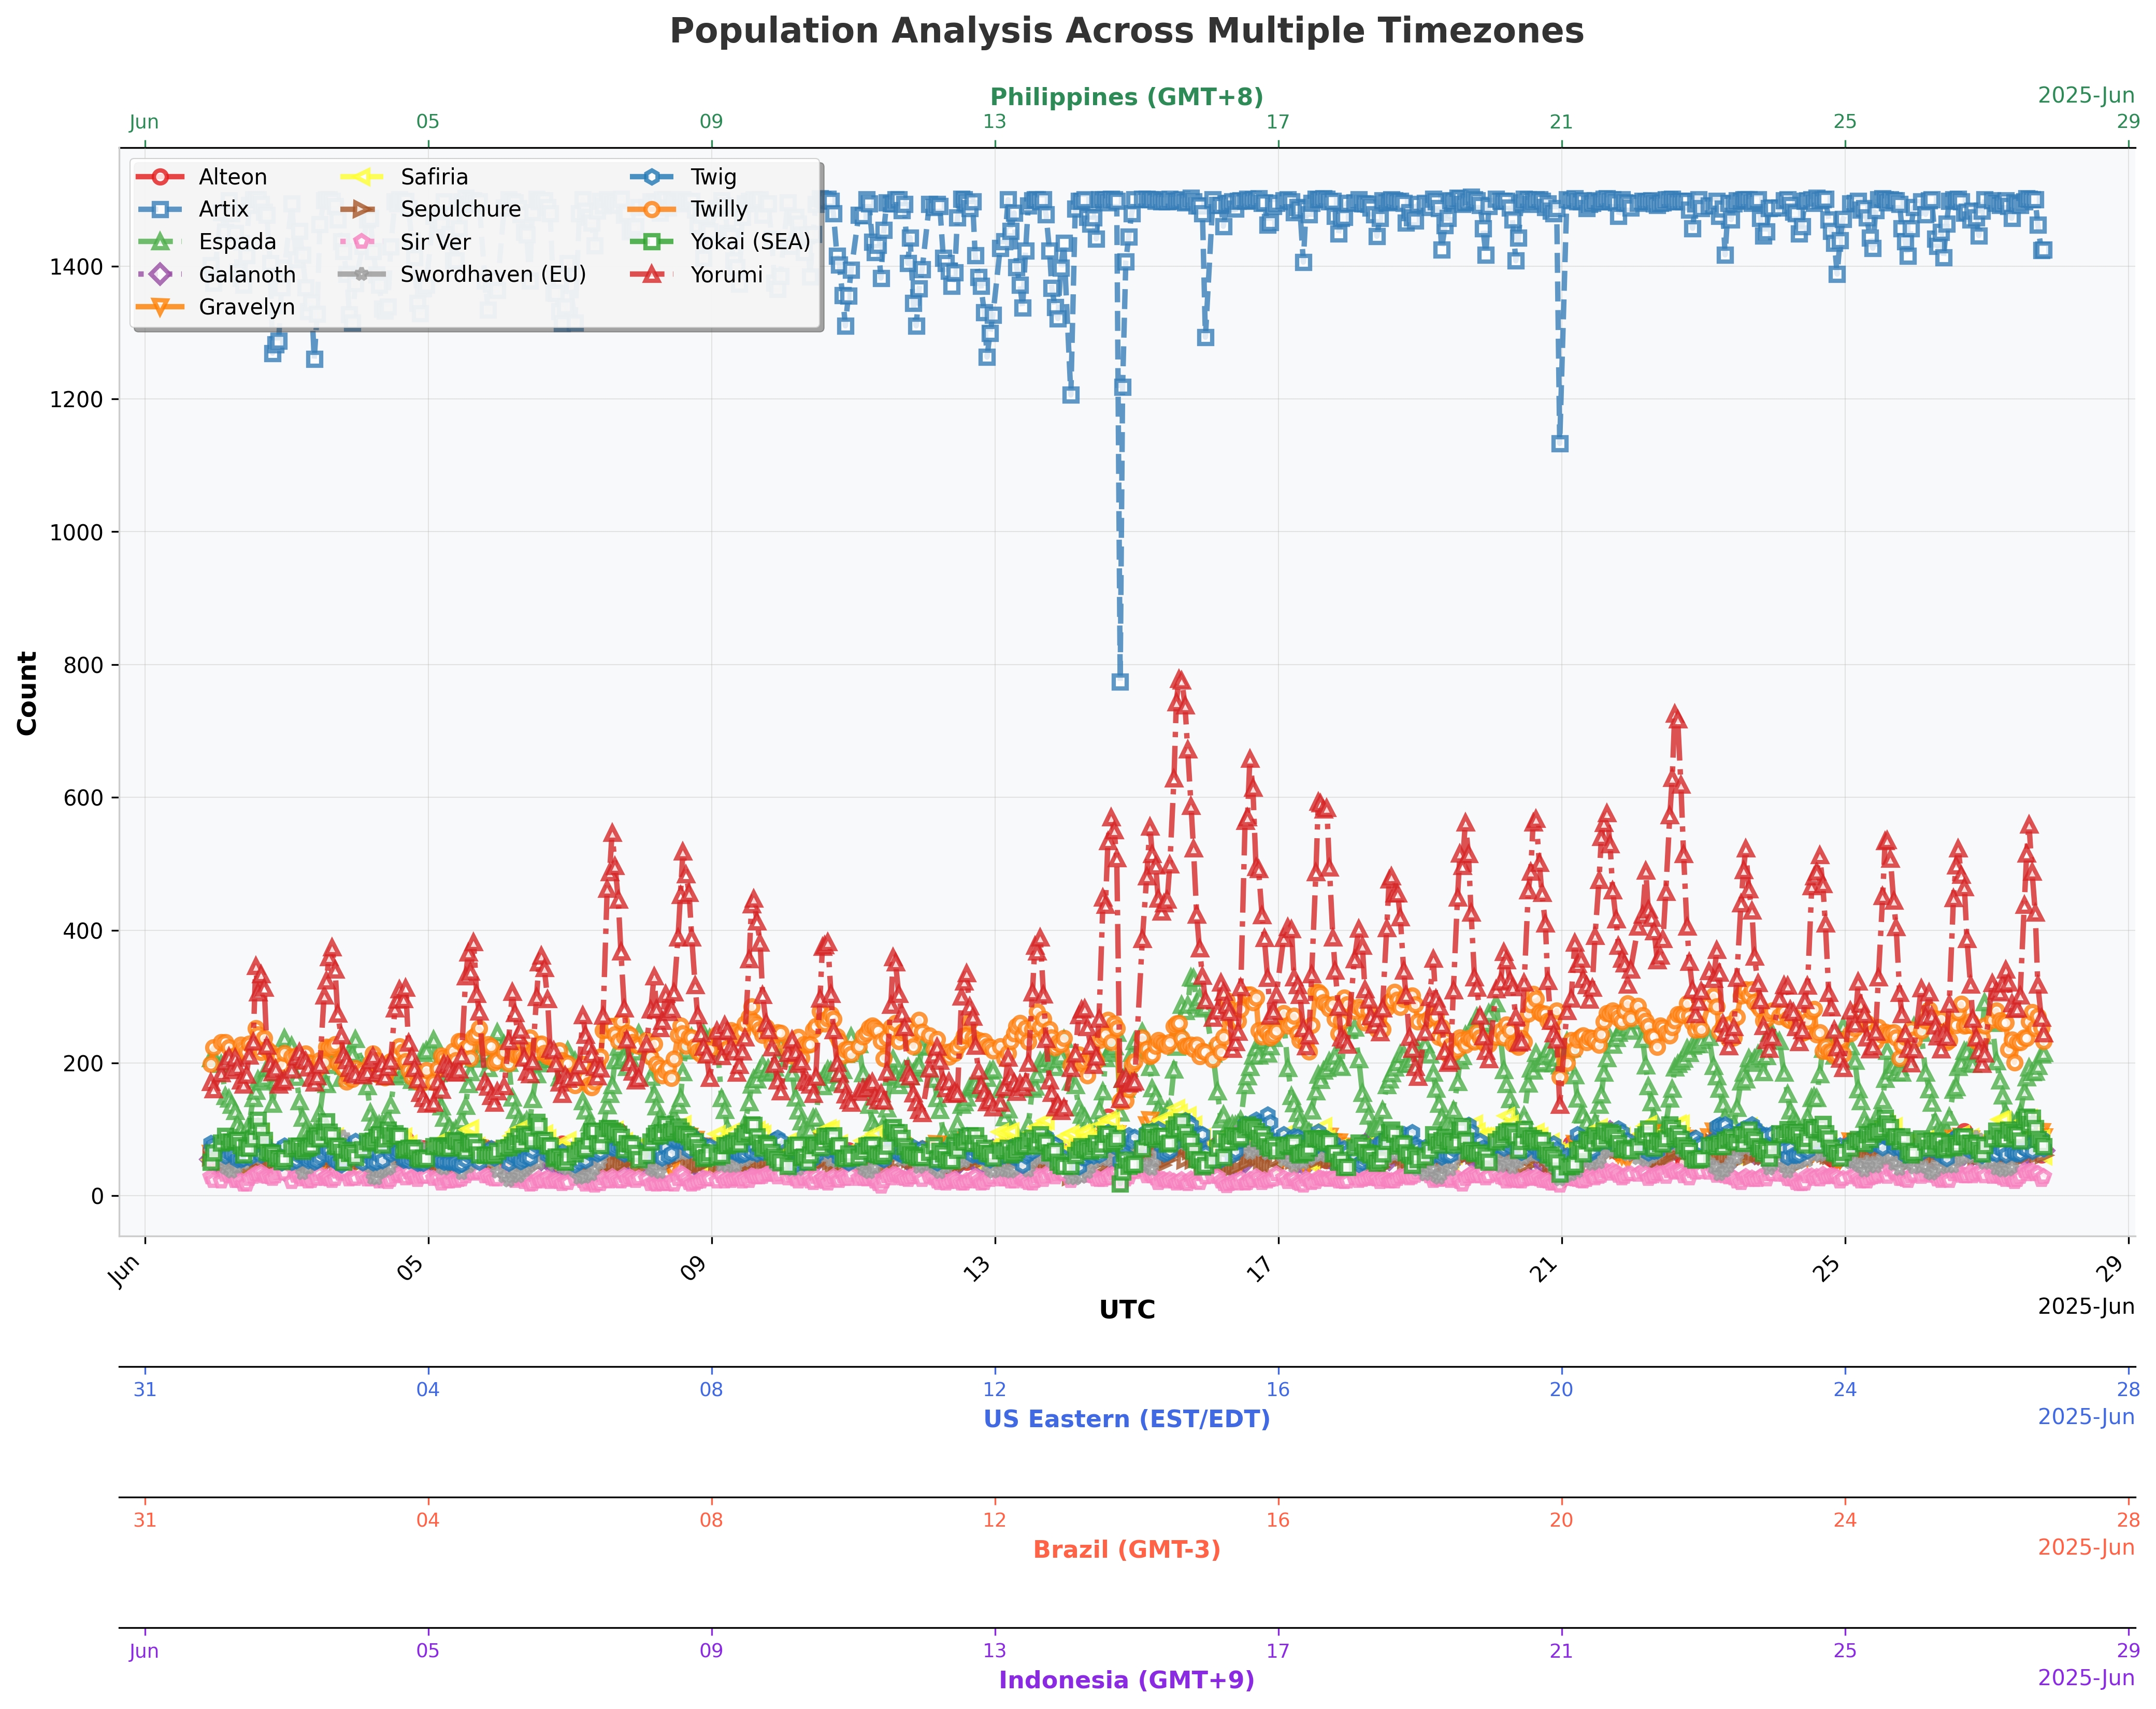 Population Analysis Across Multiple Timezones
Philippines (GMT+8)
2025-Jun
Jun 05 09 13 17 21 25 29
Alteon Safiria Twig
Artix Sepulchure Twilly
Espada Sir Ver Yokai (SEA)
Galanoth Swordhaven (EU) Yorumi
Gravelyn
Count
1400
1200
1000
800
600
400
200
0
Jun 05 09 13 17 21 25 29
UTC
2025-Jun
31 04 08 12 16 20 24 28
US Eastern (EST/EDT)
2025-Jun
31 04 08 12 16 20 24 28
Brazil (GMT-3)
2025-Jun
Jun 05 09 13 17 21 25 29
Indonesia (GMT+9)
2025-Jun